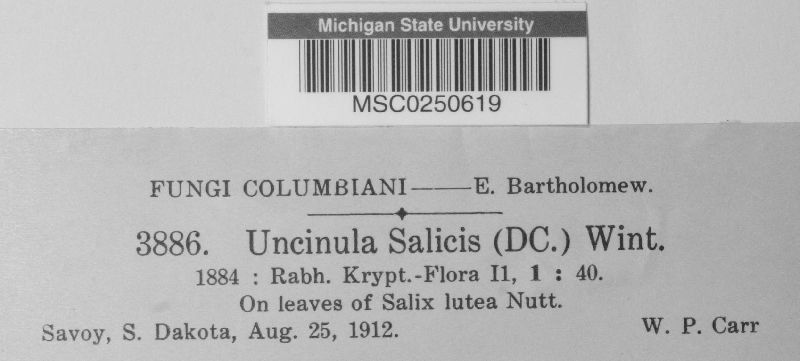 Michigan State University
MSC0250619
FUNGI COLUMBIANI——E. Bartholomew.
3886. Uncinula Salicis (DC.) Wint.
1884 : Rabh. Krypt.-Flora II, 1 : 40.
On leaves of Salix lutea Nutt.
Savoy, S. Dakota, Aug. 25, 1912. W. P. Carr